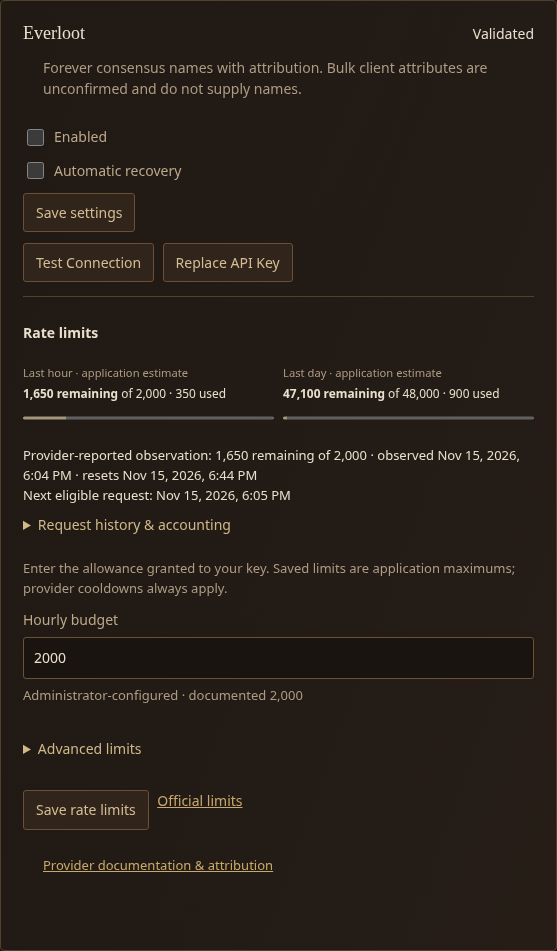 Everloot
Validated
Forever consensus names with attribution. Bulk client attributes are
unconfirmed and do not supply names.
Enabled
Automatic recovery
Save settings
Test Connection
Replace API Key
Rate limits
Last hour · application estimate
1,650 remaining of 2,000 · 350 used
Last day · application estimate
47,100 remaining of 48,000 · 900 used
Provider-reported observation: 1,650 remaining of 2,000 · observed Nov 15, 2026,
6:04 PM · resets Nov 15, 2026, 6:44 PM
Next eligible request: Nov 15, 2026, 6:05 PM
Request history & accounting
Enter the allowance granted to your key. Saved limits are application maximums;
provider cooldowns always apply.
Hourly budget
2000
Administrator-configured · documented 2,000
Advanced limits
Save rate limits
Official limits
Provider documentation & attribution